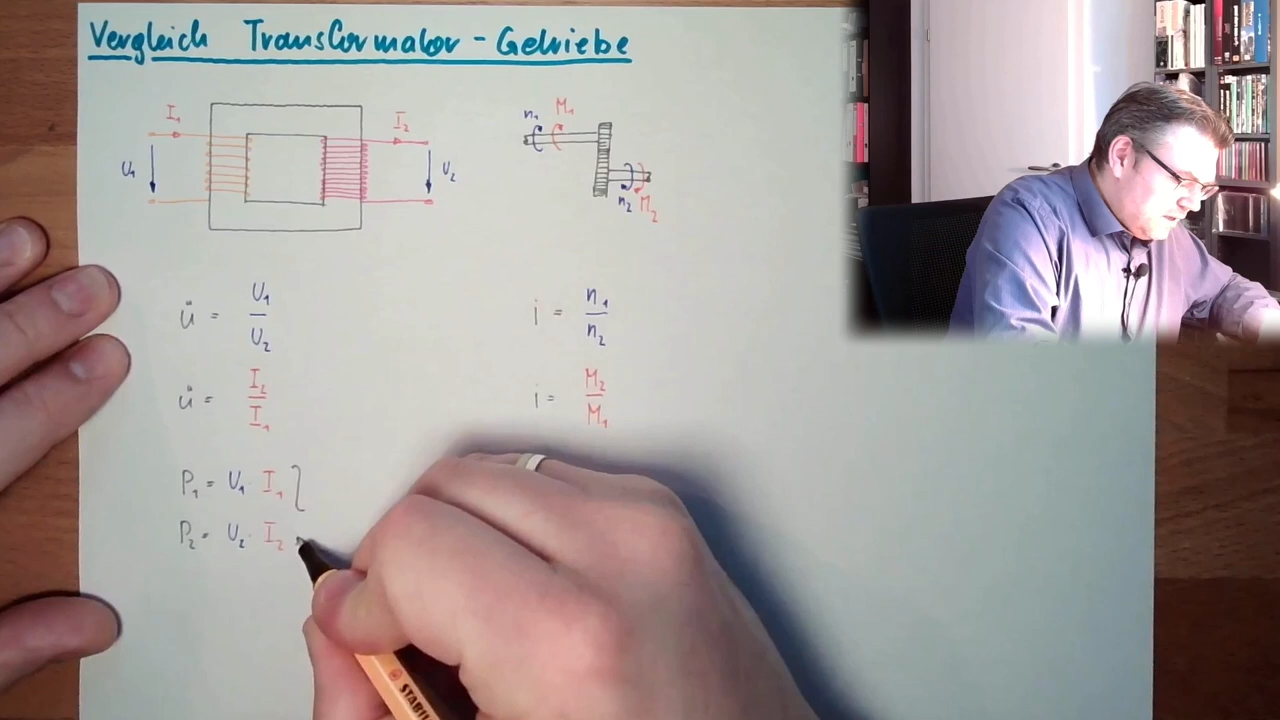 Vergleich Transformator - Getriebe
I₁
I₂
U₁
U₂
n₁ M₁
n₂ M₂
ü = U₁/U₂
i = n₁/n₂
ü = I₂/I₁
i = M₂/M₁
P₁ = U₁ · I₁
P₂ = U₂ · I₂
STABIL